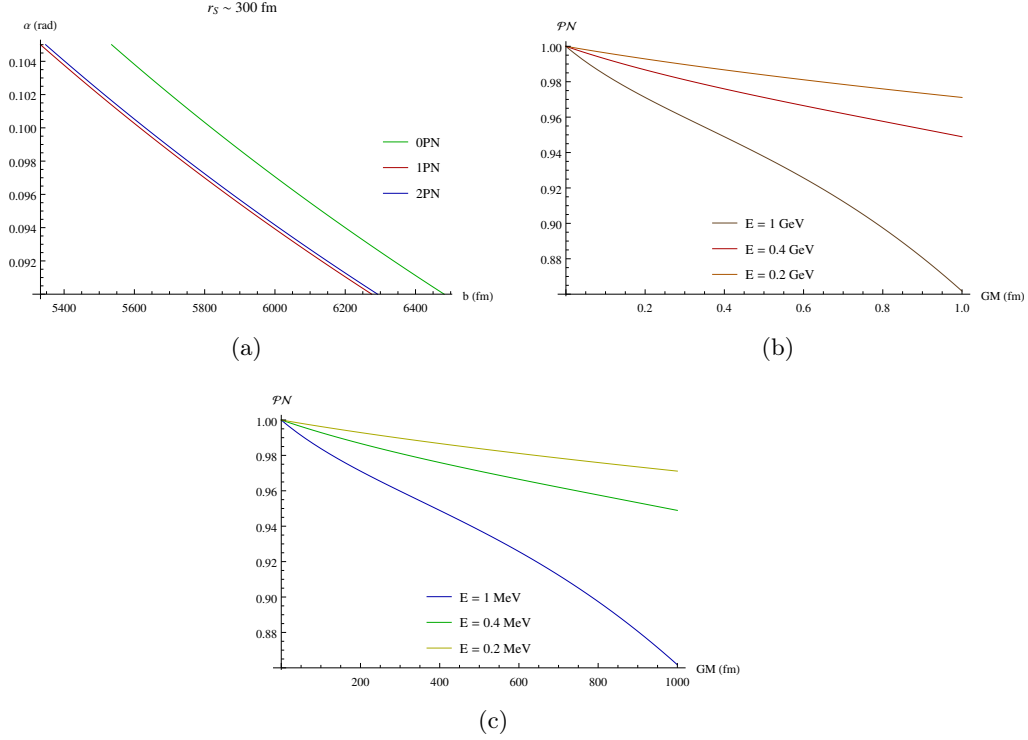 r_S ~ 300 fm
α (rad)
0.104
0.102
0.100
0.098
0.096
0.094
0.092
5400 5600 5800 6000 6200 6400
b (fm)
0PN
1PN
2PN
(a)
𝒫𝒩
1.00
0.98
0.96
0.94
0.92
0.90
0.88
0.2 0.4 0.6 0.8 1.0
GM (fm)
E = 1 GeV
E = 0.4 GeV
E = 0.2 GeV
(b)
𝒫𝒩
1.00
0.98
0.96
0.94
0.92
0.90
0.88
200 400 600 800 1000
GM (fm)
E = 1 MeV
E = 0.4 MeV
E = 0.2 MeV
(c)